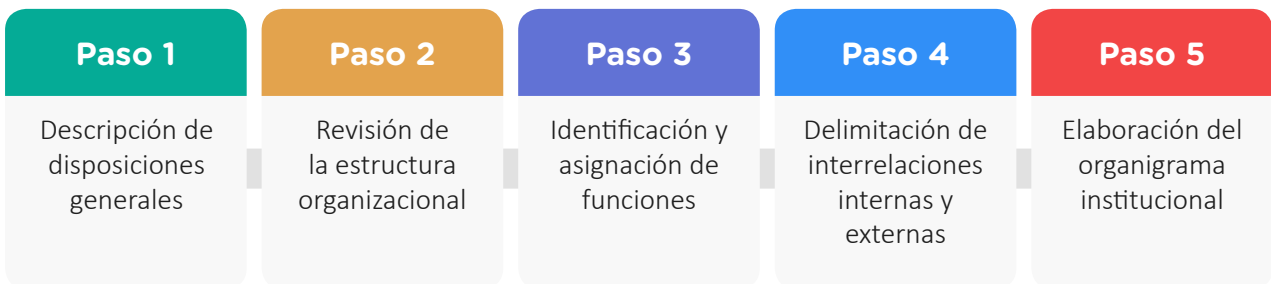 Paso 1
Descripción de
disposiciones
generales
Paso 2
Revisión de
la estructura
organizacional
Paso 3
Identificación y
asignación de
funciones
Paso 4
Delimitación de
interrelaciones
internas y
externas
Paso 5
Elaboración del
organigrama
institucional